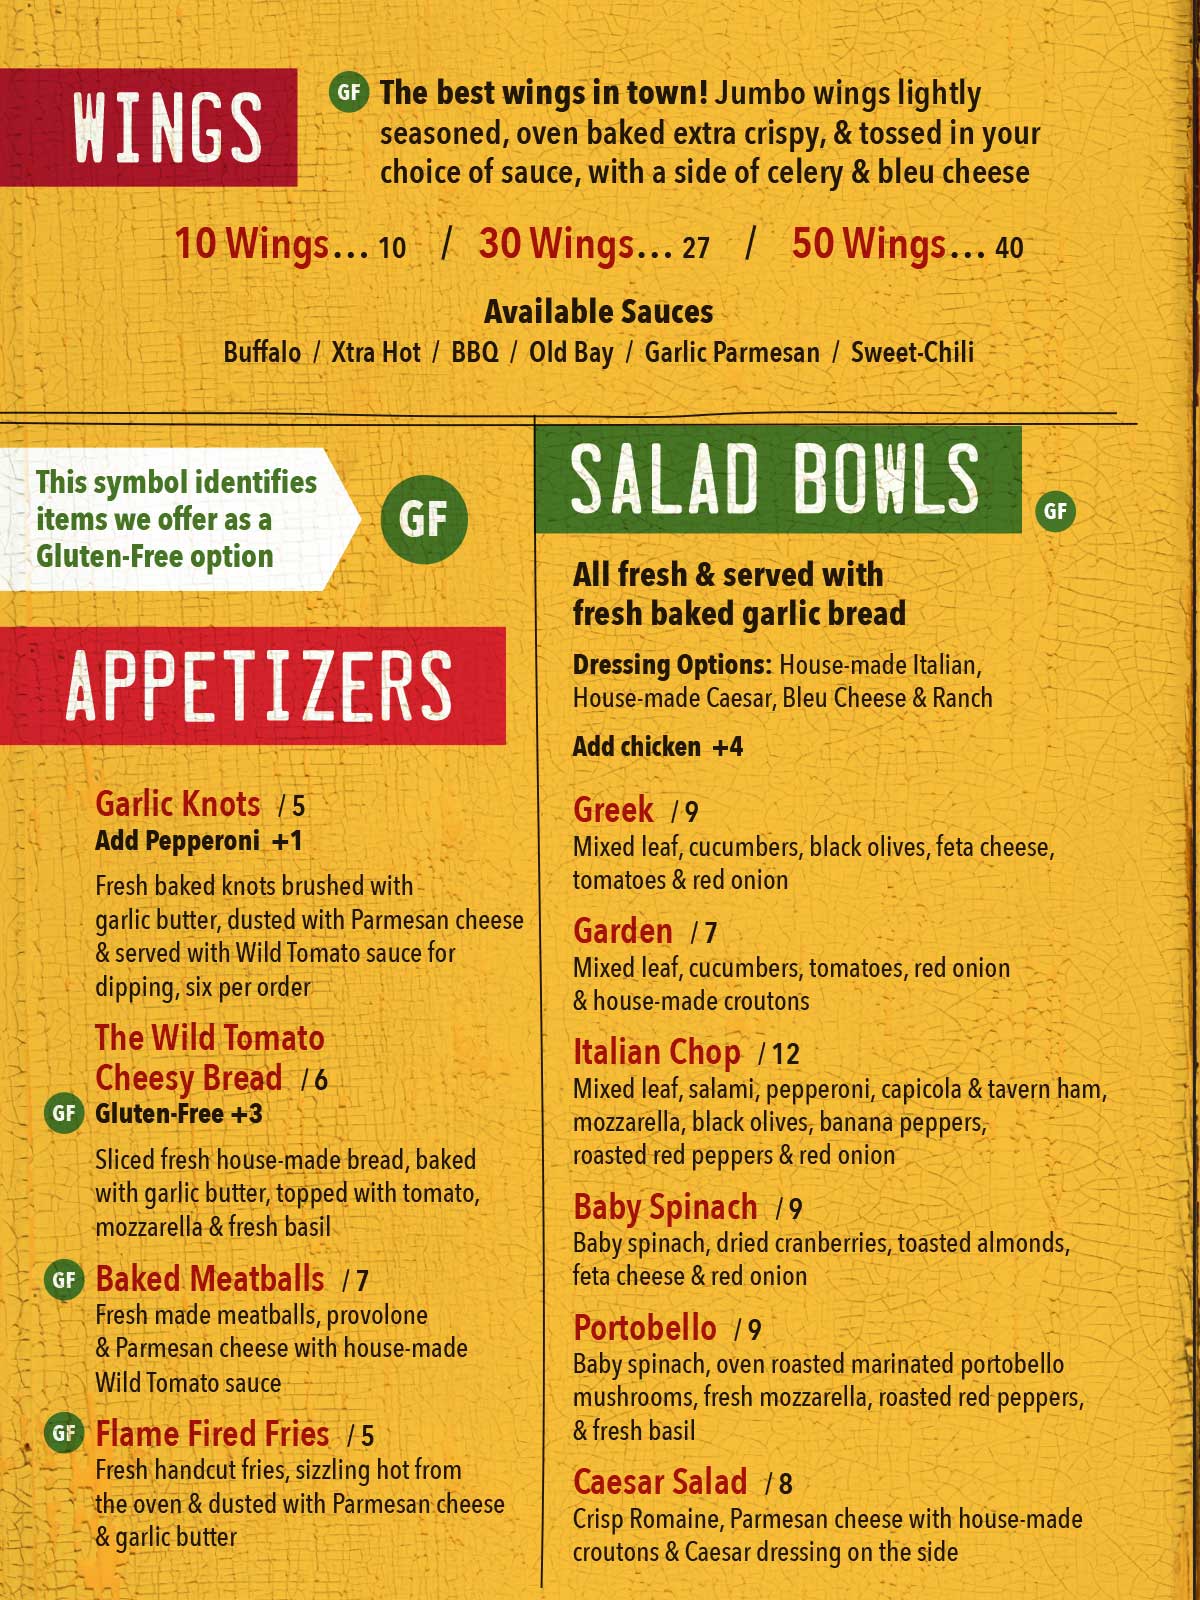 WINGS
GF The best wings in town! Jumbo wings lightly
seasoned, oven baked extra crispy, & tossed in your
choice of sauce, with a side of celery & bleu cheese
10 Wings... 10 / 30 Wings... 27 / 50 Wings... 40
Available Sauces
Buffalo / Xtra Hot / BBQ / Old Bay / Garlic Parmesan / Sweet-Chili
This symbol identifies
items we offer as a
Gluten-Free option
GF
APPETIZERS
Garlic Knots / 5
Add Pepperoni +1
Fresh baked knots brushed with
garlic butter, dusted with Parmesan cheese
& served with Wild Tomato sauce for
dipping, six per order
The Wild Tomato
Cheesy Bread / 6
GF Gluten-Free +3
Sliced fresh house-made bread, baked
with garlic butter, topped with tomato,
mozzarella & fresh basil
GF Baked Meatballs / 7
Fresh made meatballs, provolone
& Parmesan cheese with house-made
Wild Tomato sauce
GF Flame Fired Fries / 5
Fresh handcut fries, sizzling hot from
the oven & dusted with Parmesan cheese
& garlic butter
SALAD BOWLS GF
All fresh & served with
fresh baked garlic bread
Dressing Options: House-made Italian,
House-made Caesar, Bleu Cheese & Ranch
Add chicken +4
Greek / 9
Mixed leaf, cucumbers, black olives, feta cheese,
tomatoes & red onion
Garden / 7
Mixed leaf, cucumbers, tomatoes, red onion
& house-made croutons
Italian Chop / 12
Mixed leaf, salami, pepperoni, capicola & tavern ham,
mozzarella, black olives, banana peppers,
roasted red peppers & red onion
Baby Spinach / 9
Baby spinach, dried cranberries, toasted almonds,
feta cheese & red onion
Portobello / 9
Baby spinach, oven roasted marinated portobello
mushrooms, fresh mozzarella, roasted red peppers,
& fresh basil
Caesar Salad / 8
Crisp Romaine, Parmesan cheese with house-made
croutons & Caesar dressing on the side